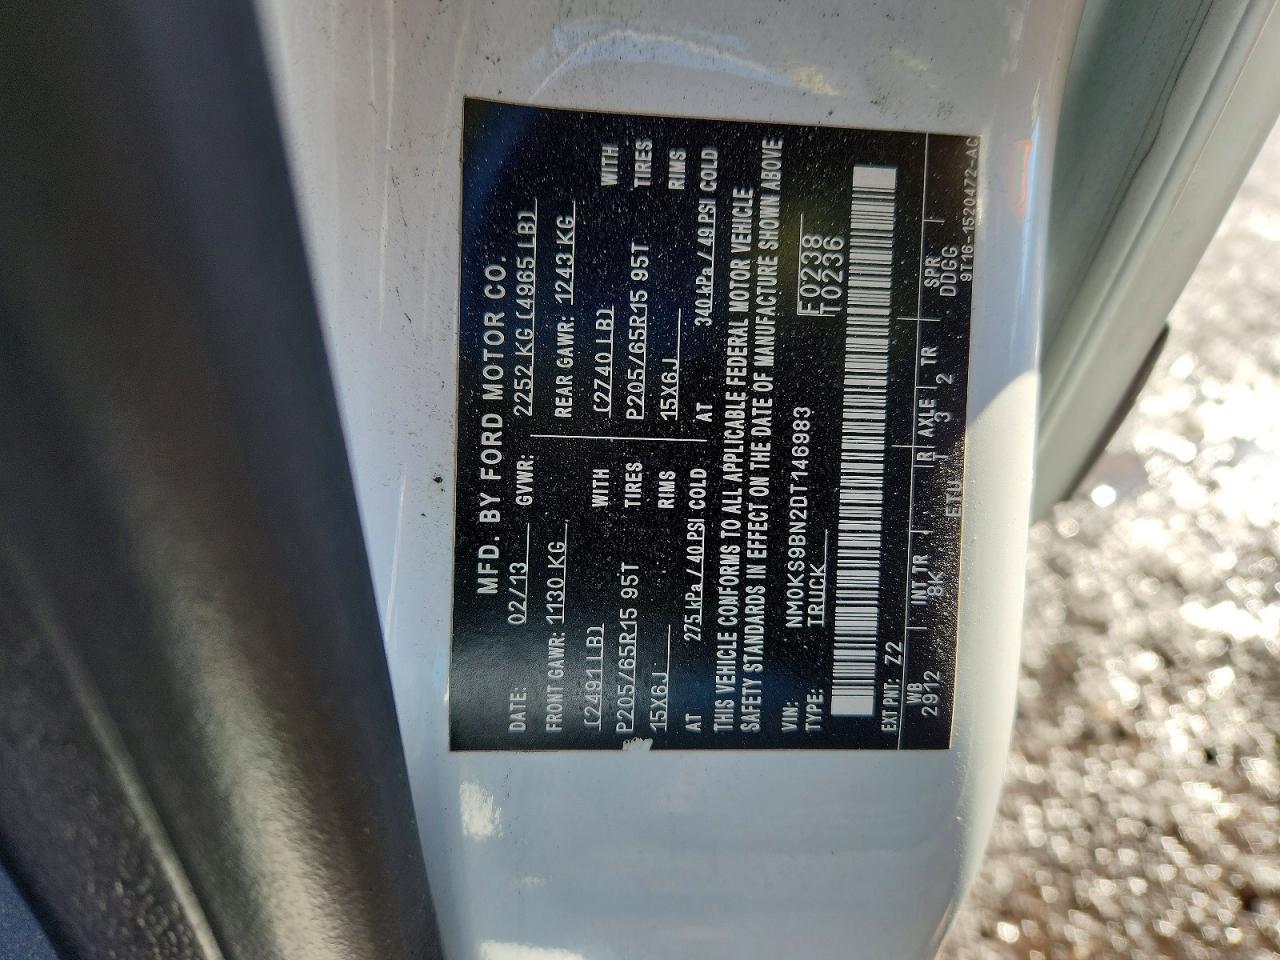 MFD. BY FORD MOTOR CO.
DATE: 02/13 GVWR: 2252 KG (4965 LB)
FRONT GAWR: 1130 KG REAR GAWR: 1243 KG
(2491LB) WITH (2740 LB) WITH
P205/65R15 95T TIRES P205/65R15 95T TIRES
15X6J RIMS 15X6J RIMS
AT 275 kPa / 40 PSI COLD AT 340 kPa / 49 PSI COLD
THIS VEHICLE CONFORMS TO ALL APPLICABLE FEDERAL MOTOR VEHICLE
SAFETY STANDARDS IN EFFECT ON THE DATE OF MANUFACTURE SHOWN ABOVE
VIN: NM0KS9BN2DT146983 F0238
TYPE: TRUCK T0236
EXT PNT: Z2
WB INT TR R AXLE TR SPR
2912 8K T 3 2 DDGG
ETU 9T16-1520472-AC